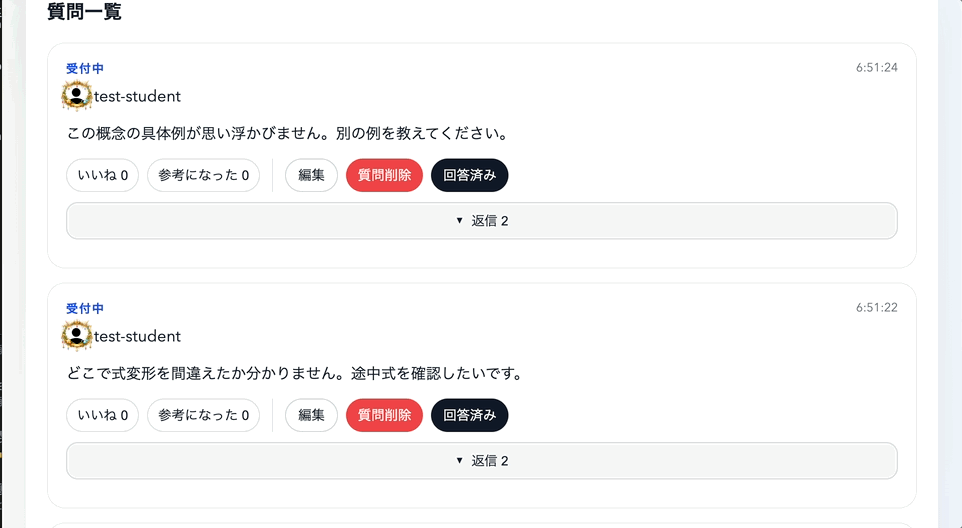 質問一覧
受付中 6:51:24
test-student
この概念の具体例が思い浮かびません。別の例を教えてください。
いいね 0 参考になった 0 編集 質問削除 回答済み
▼ 返信 2
受付中 6:51:22
test-student
どこで式変形を間違えたか分かりません。途中式を確認したいです。
いいね 0 参考になった 0 編集 質問削除 回答済み
▼ 返信 2